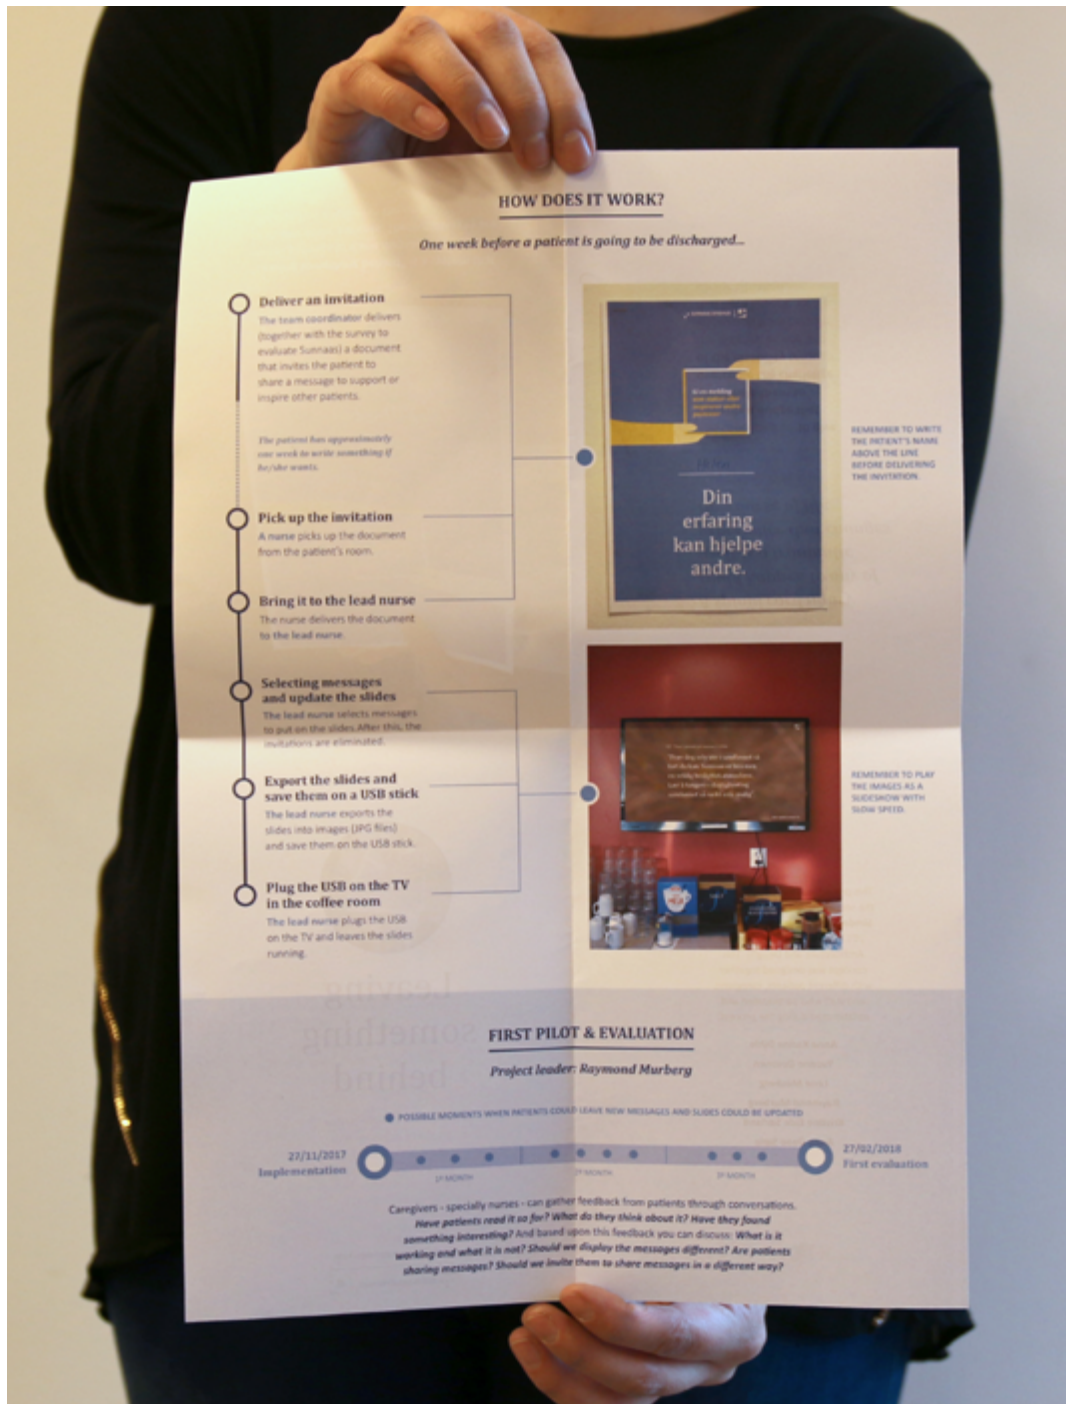 HOW DOES IT WORK?
One week before a patient is going to be discharged...
Deliver an invitation
The team coordinator delivers
(together with the survey to
evaluate Sunnaas) a document
that invites the patient to
share a message to support or
inspire other patients.
The patient has approximately
one week to write something if
he/she wants.
Pick up the invitation
A nurse picks up the document
from the patient's room.
Bring it to the lead nurse
The nurse delivers the document
to the lead nurse.
Selecting messages
and update the slides
The lead nurse selects messages
to put on the slides. After this, the
invitations are eliminated.
Export the slides and
save them on a USB stick
The lead nurse exports the
slides into images (JPG files)
and save them on the USB stick.
Plug the USB on the TV
in the coffee room
The lead nurse plugs the USB
on the TV and leaves the slides
running.
Din
erfaring
kan hjelpe
andre.
REMEMBER TO WRITE
THE PATIENT'S NAME
ABOVE THE LINE
BEFORE DELIVERING
THE INVITATION.
REMEMBER TO PLAY
THE IMAGES AS A
SLIDESHOW WITH
SLOW SPEED.
Leaving
something
behind
FIRST PILOT & EVALUATION
Project leader: Raymond Murberg
POSSIBLE MOMENTS WHEN PATIENTS COULD LEAVE NEW MESSAGES AND SLIDES COULD BE UPDATED
27/11/2017
Implementation
1º MONTH
2º MONTH
3º MONTH
27/02/2018
First evaluation
Caregivers - specially nurses - can gather feedback from patients through conversations.
Have patients read it so far? What do they think about it? Have they found
something interesting? And based upon this feedback you can discuss: What is it
working and what it is not? Should we display the messages different? Are patients
sharing messages? Should we invite them to share messages in a different way?